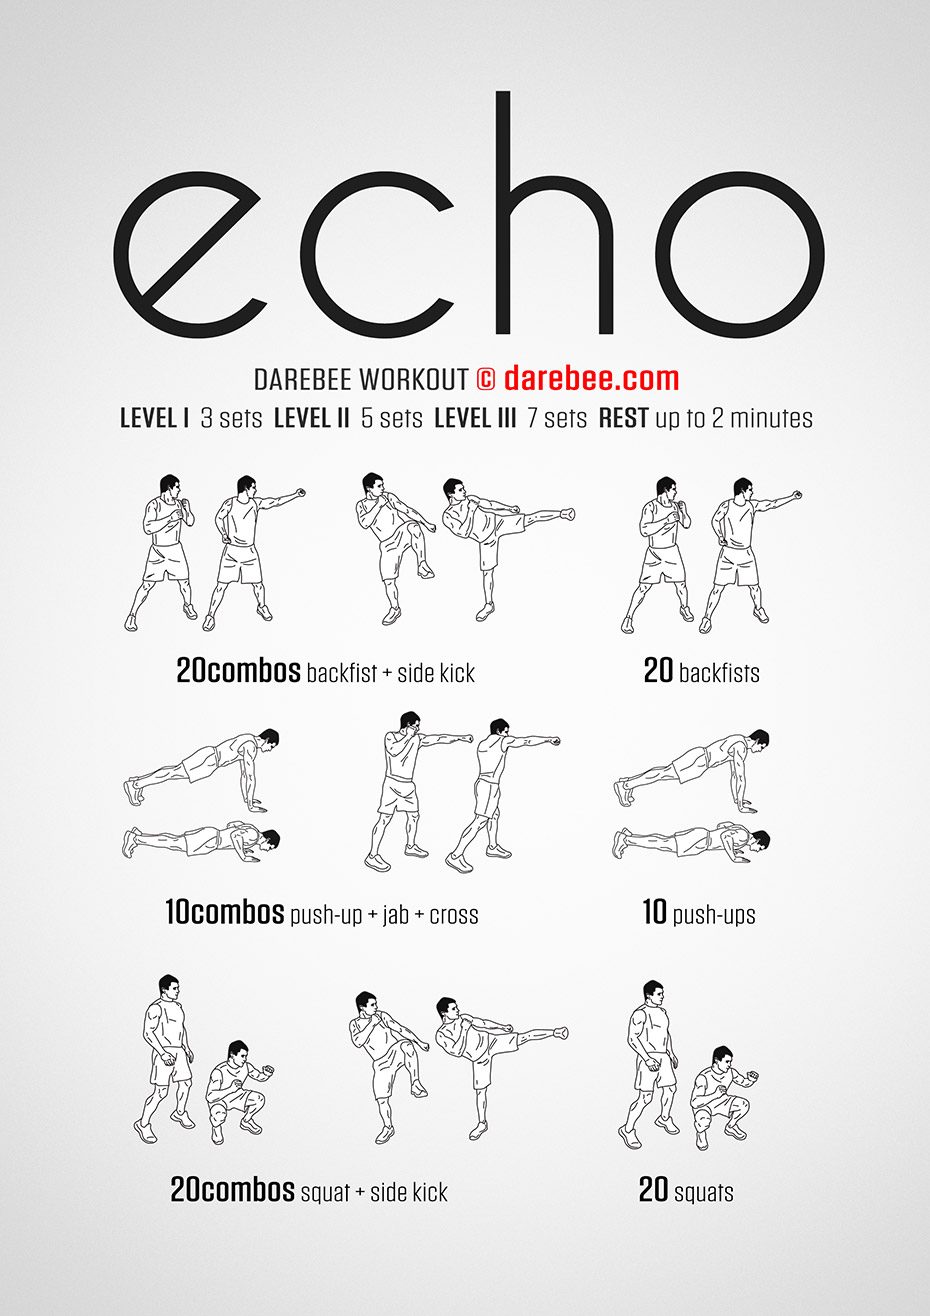 echo
DAREBEE WORKOUT © darebee.com
LEVEL I 3 sets LEVEL II 5 sets LEVEL III 7 sets REST up to 2 minutes
20combos backfist + side kick
20 backfists
10combos push-up + jab + cross
10 push-ups
20combos squat + side kick
20 squats